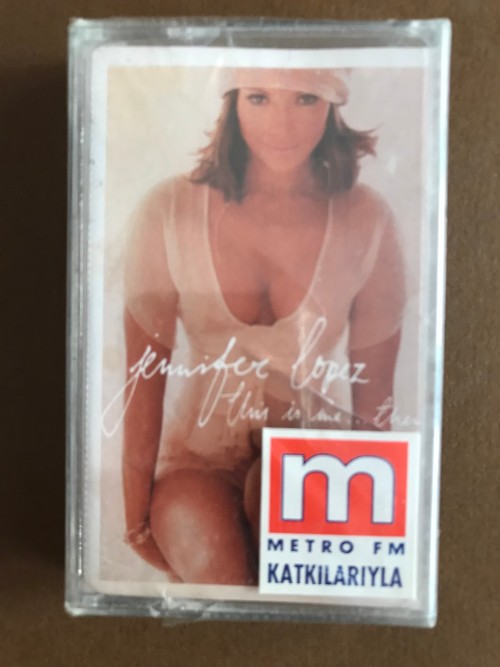 jennifer lopez
this is me.. then
m
METRO FM
KATKILARIYLA